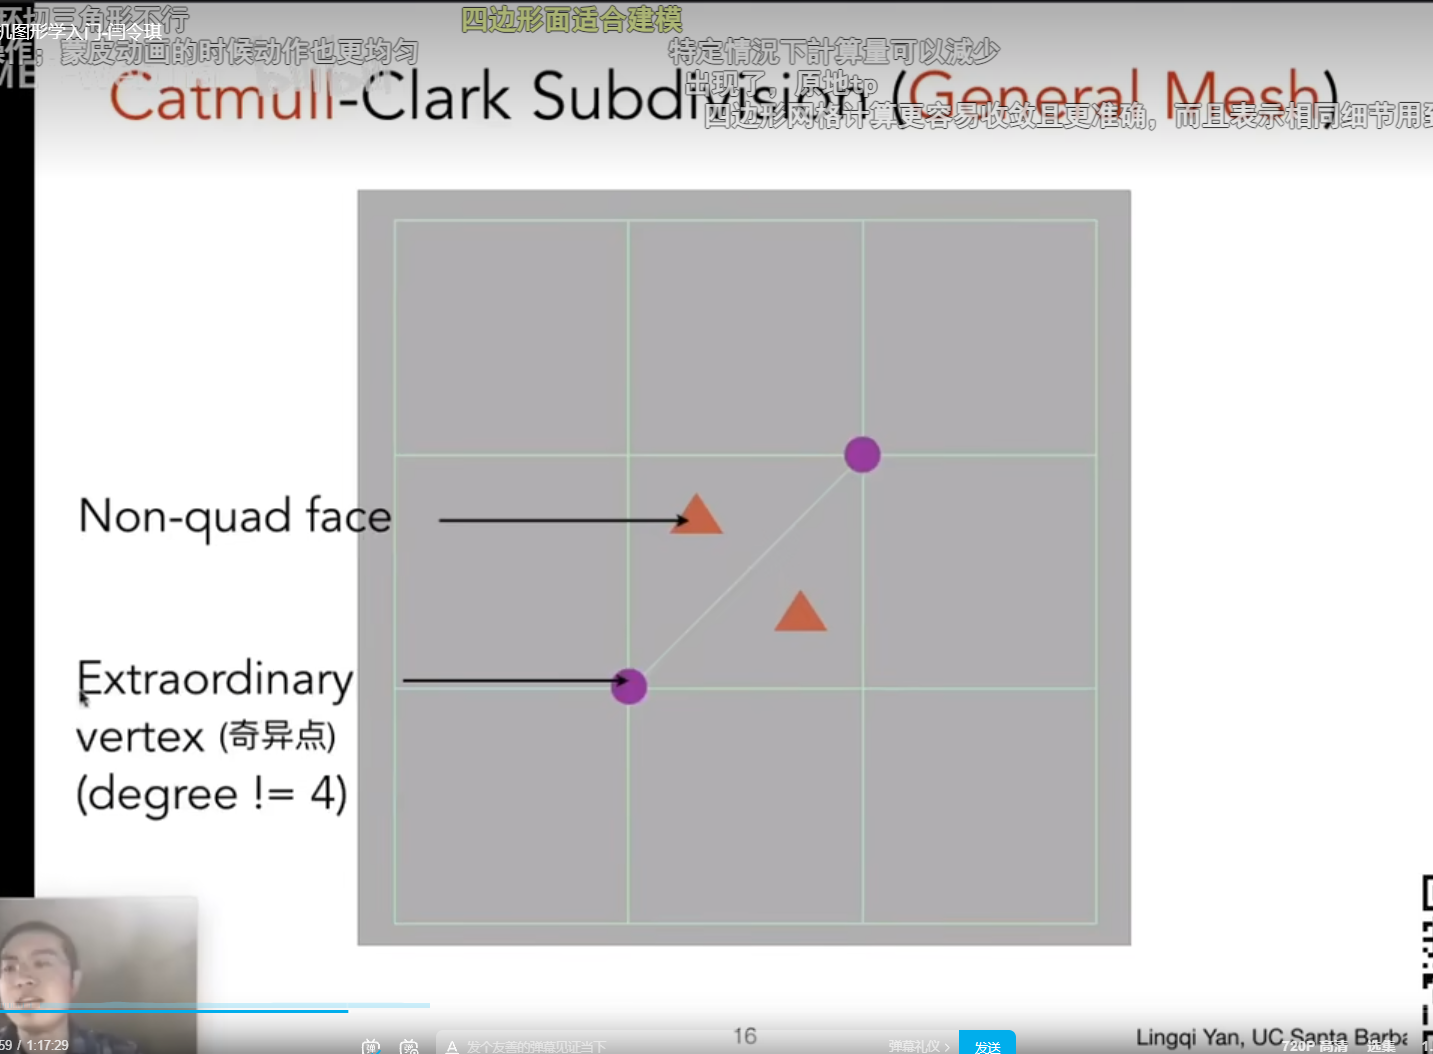 环切三角形不行
四边形面适合建模
机图形学入门-闫令琪
操作；蒙皮动画的时候动作也更均匀
特定情況下計算量可以減少
出现了，原地tp
Catmull-Clark Subdivision (General Mesh)
四边形网格计算更容易收敛且更准确，而且表示相同细节用到
Non-quad face
Extraordinary
vertex (奇异点)
(degree != 4)
59 / 1:17:29
弹
弹
A 发个友善的弹幕见证当下
弹幕礼仪 >
发送
16
Lingqi Yan, UC Santa Barba
720P 高清
选集